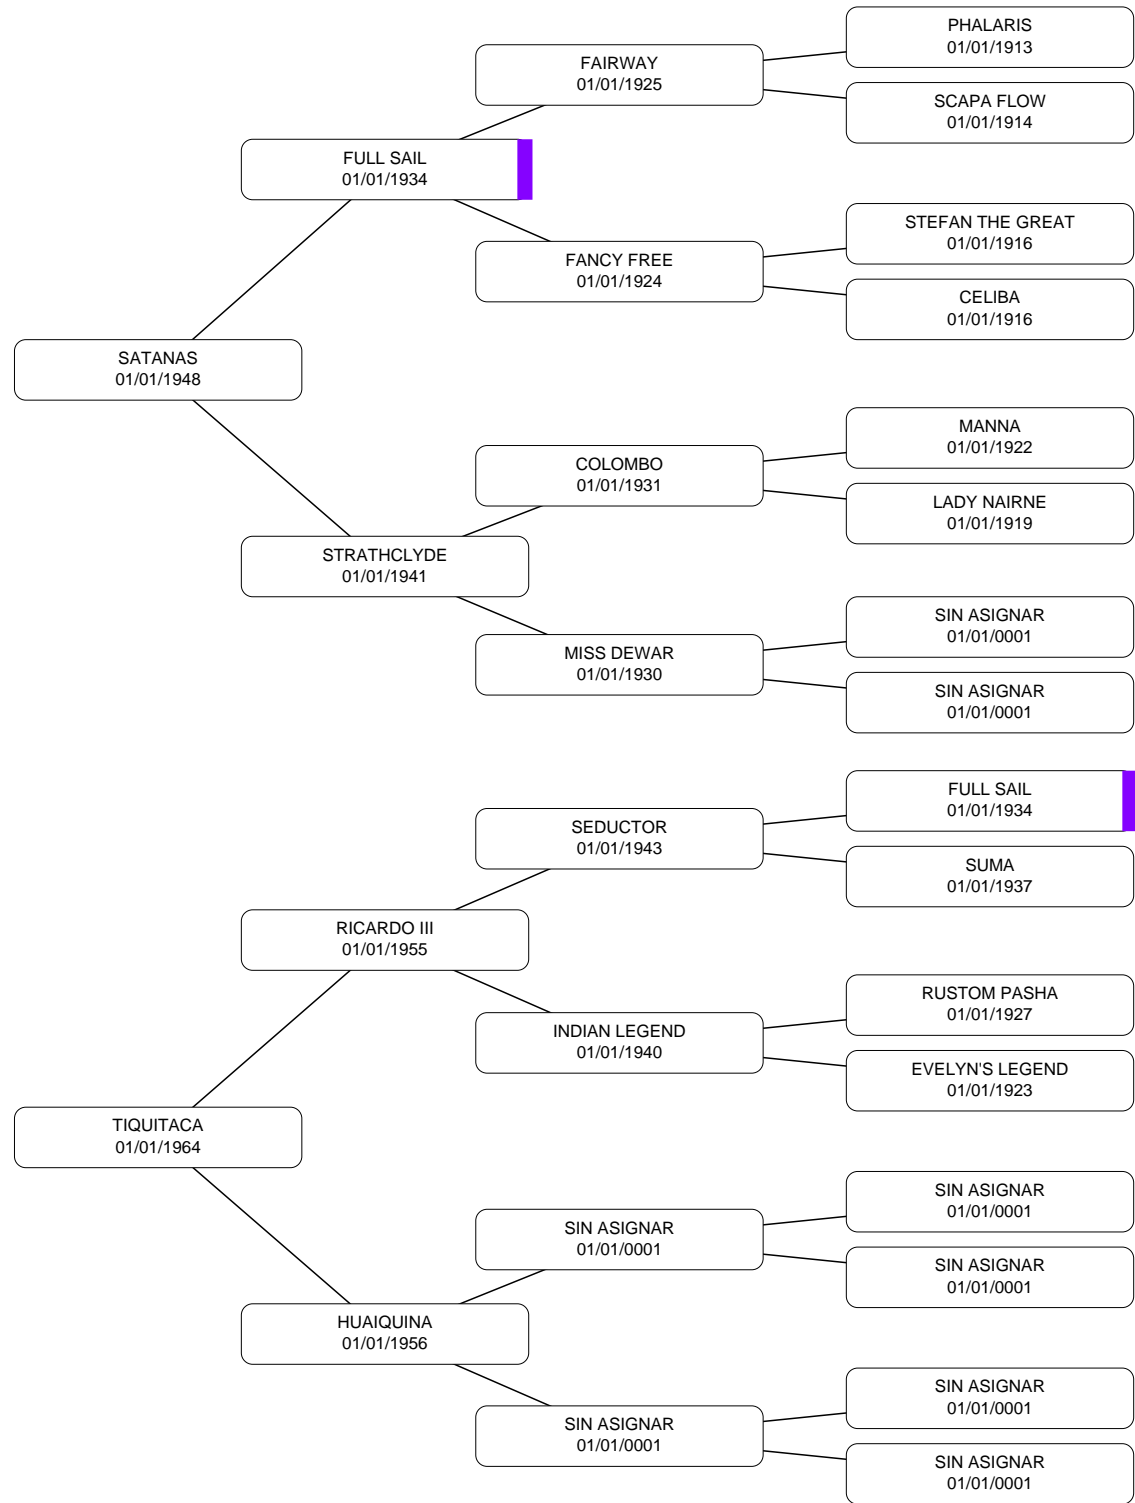 PHALARIS
01/01/1913
FAIRWAY
01/01/1925
SCAPA FLOW
01/01/1914
FULL SAIL
01/01/1934
STEFAN THE GREAT
01/01/1916
FANCY FREE
01/01/1924
CELIBA
01/01/1916
SATANAS
01/01/1948
MANNA
01/01/1922
COLOMBO
01/01/1931
LADY NAIRNE
01/01/1919
STRATHCLYDE
01/01/1941
SIN ASIGNAR
01/01/0001
MISS DEWAR
01/01/1930
SIN ASIGNAR
01/01/0001
FULL SAIL
01/01/1934
SEDUCTOR
01/01/1943
SUMA
01/01/1937
RICARDO III
01/01/1955
RUSTOM PASHA
01/01/1927
INDIAN LEGEND
01/01/1940
EVELYN'S LEGEND
01/01/1923
TIQUITACA
01/01/1964
SIN ASIGNAR
01/01/0001
SIN ASIGNAR
01/01/0001
SIN ASIGNAR
01/01/0001
HUAIQUINA
01/01/1956
SIN ASIGNAR
01/01/0001
SIN ASIGNAR
01/01/0001
SIN ASIGNAR
01/01/0001